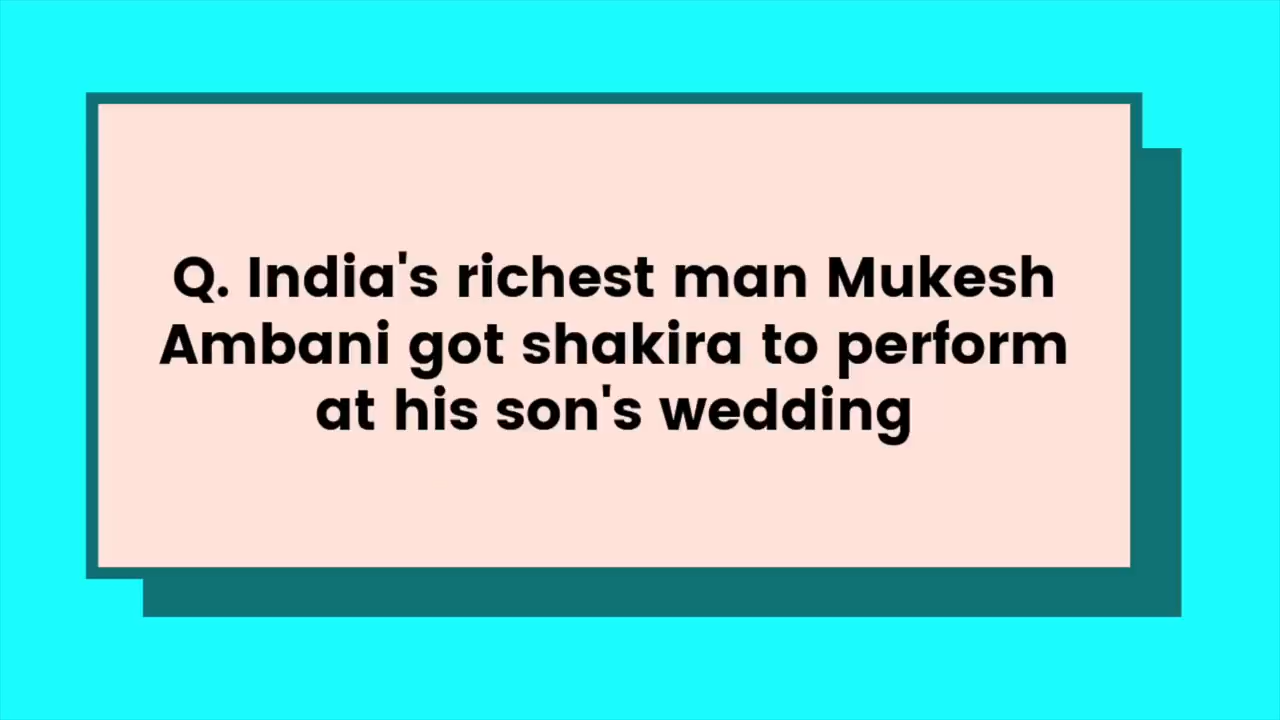 Q. India's richest man Mukesh
Ambani got shakira to perform
at his son's wedding